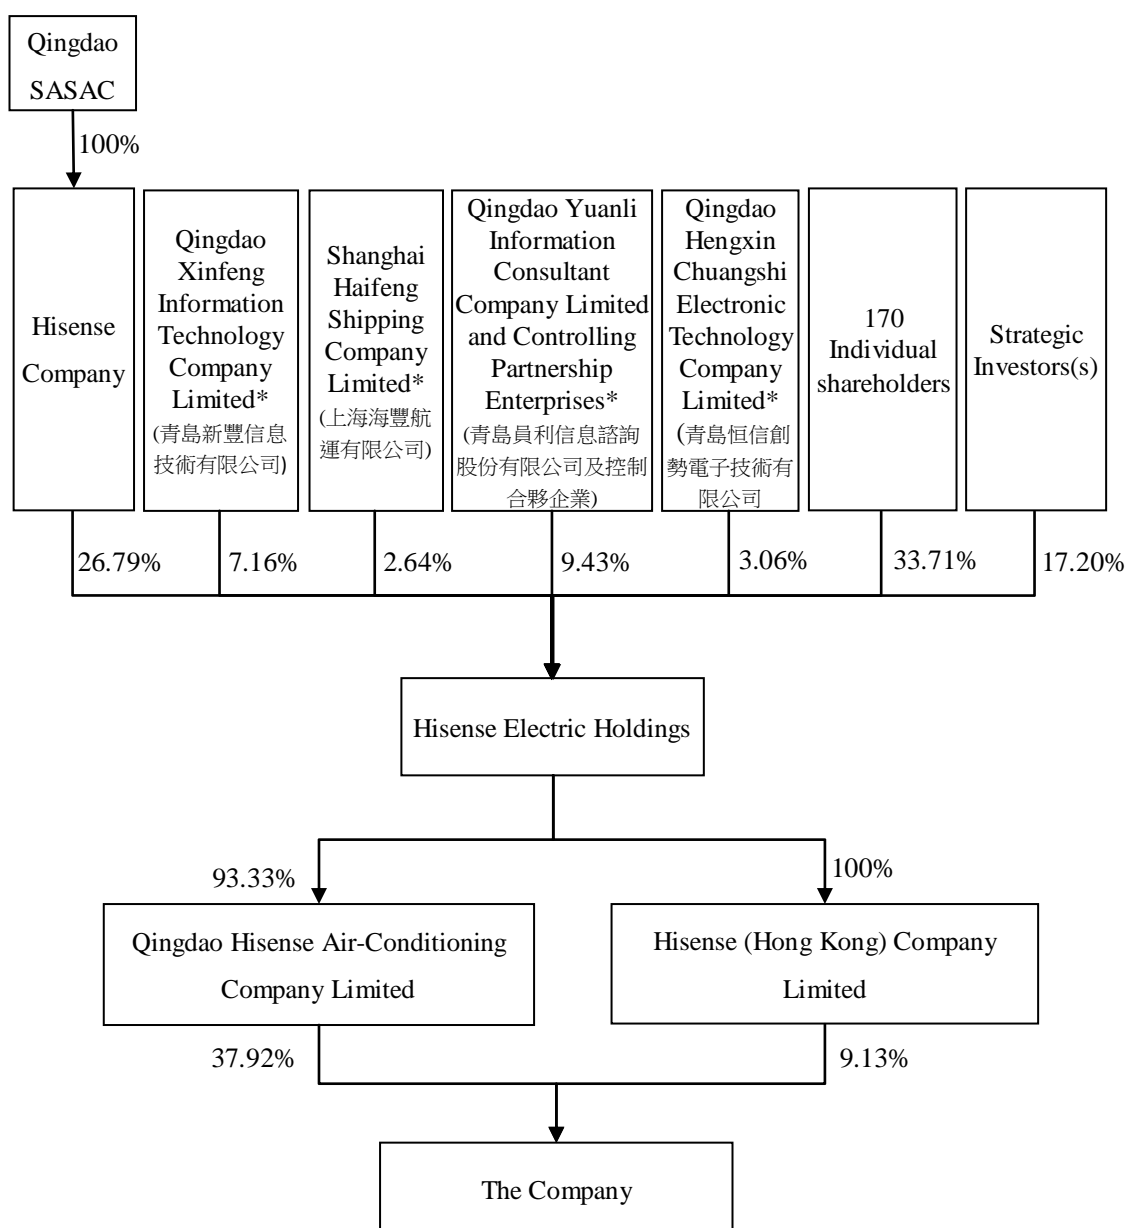 Qingdao
SASAC
100%
Hisense
Company
Qingdao
Xinfeng
Information
Technology
Company
Limited*
(青島新豐信息
技術有限公司)
Shanghai
Haifeng
Shipping
Company
Limited*
(上海海豐航
運有限公司)
Qingdao Yuanli
Information
Consultant
Company Limited
and Controlling
Partnership
Enterprises*
(青島員利信息諮詢
股份有限公司及控制
合夥企業)
Qingdao
Hengxin
Chuangshi
Electronic
Technology
Company
Limited*
(青島恒信創
勢電子技術有
限公司
170
Individual
shareholders
Strategic
Investors(s)
26.79%
7.16%
2.64%
9.43%
3.06%
33.71%
17.20%
Hisense Electric Holdings
93.33%
100%
Qingdao Hisense Air-Conditioning
Company Limited
Hisense (Hong Kong) Company
Limited
37.92%
9.13%
The Company